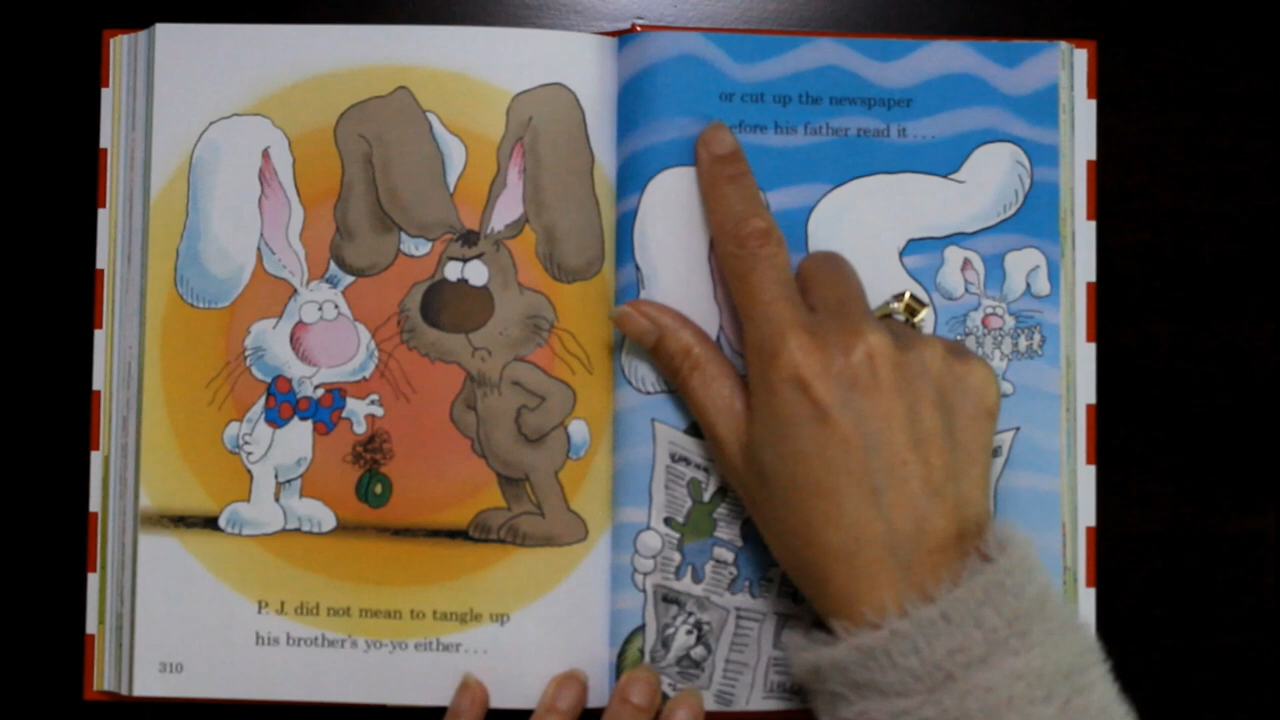 P. J. did not mean to tangle up
his brother's yo-yo either...
310
or cut up the newspaper
his father read it...